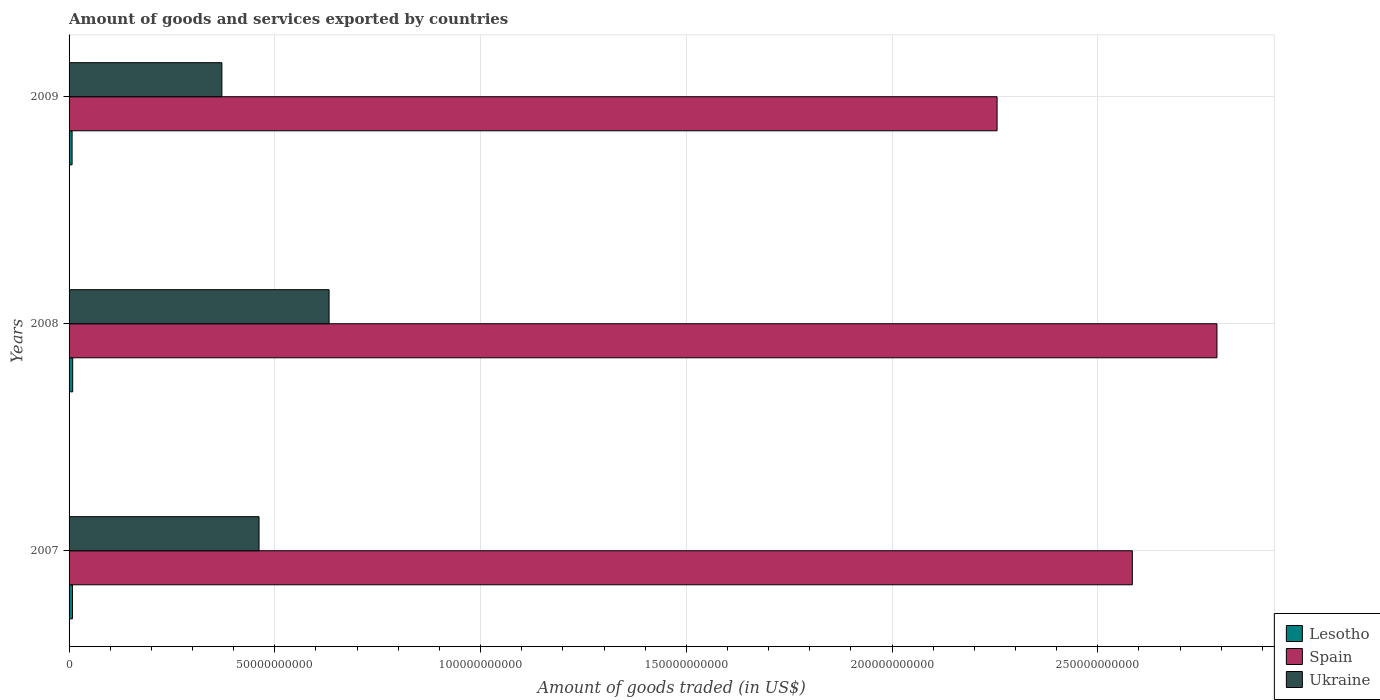 Amount of goods and services exported by countries
2009
2008
2007
Years
0
50000000000
100000000000
150000000000
200000000000
250000000000
Amount of goods traded (in US$)
Lesotho
Spain
Ukraine